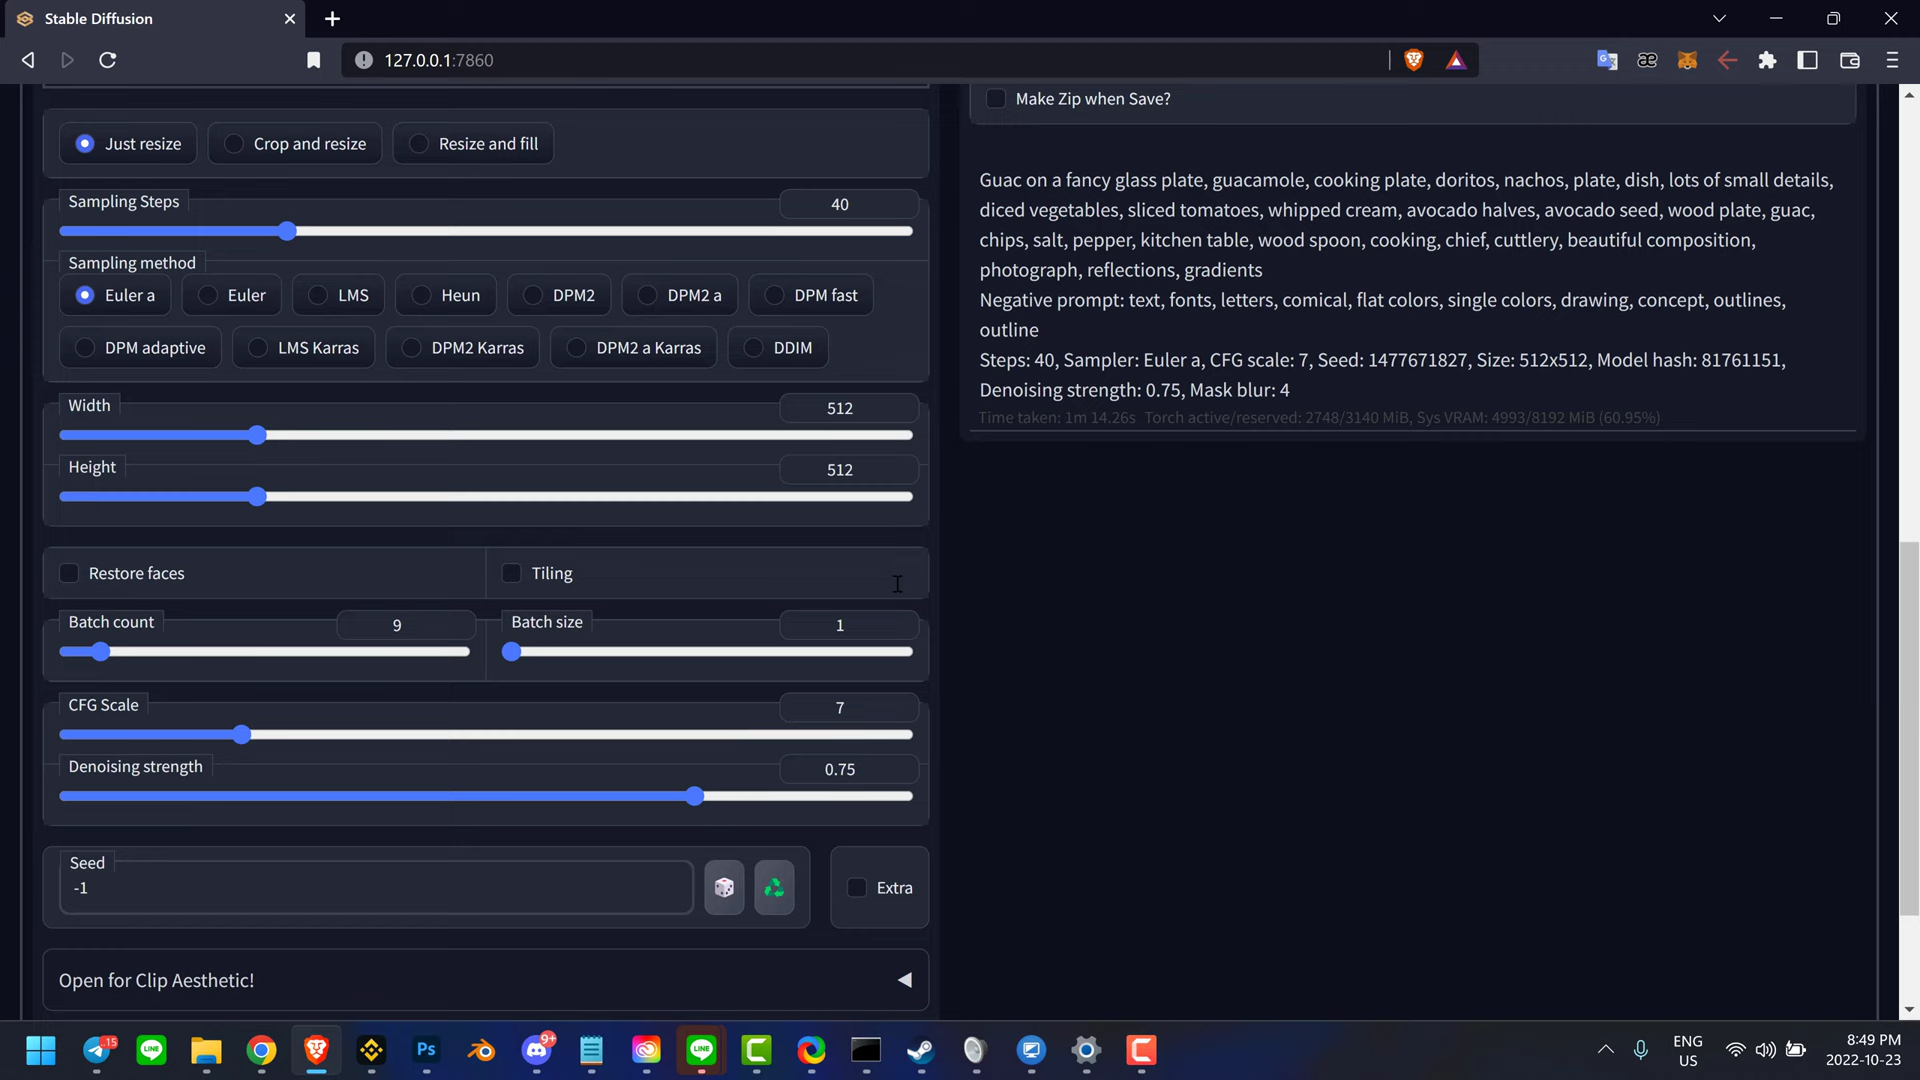 Stable Diffusion
127.0.0.1:7860
Make Zip when Save?
Just resize
Crop and resize
Resize and fill
Sampling Steps
40
Sampling method
Euler a
Euler
LMS
Heun
DPM2
DPM2 a
DPM fast
DPM adaptive
LMS Karras
DPM2 Karras
DPM2 a Karras
DDIM
Width
512
Height
512
Restore faces
Tiling
Batch count
9
Batch size
1
CFG Scale
7
Denoising strength
0.75
Seed
-1
Extra
Open for Clip Aesthetic!
Guac on a fancy glass plate, guacamole, cooking plate, doritos, nachos, plate, dish, lots of small details,
diced vegetables, sliced tomatoes, whipped cream, avocado halves, avocado seed, wood plate, guac,
chips, salt, pepper, kitchen table, wood spoon, cooking, chief, cuttlery, beautiful composition,
photograph, reflections, gradients
Negative prompt: text, fonts, letters, comical, flat colors, single colors, drawing, concept, outlines,
outline
Steps: 40, Sampler: Euler a, CFG scale: 7, Seed: 1477671827, Size: 512x512, Model hash: 81761151,
Denoising strength: 0.75, Mask blur: 4
Time taken: 1m 14.26s Torch active/reserved: 2748/3140 MiB, Sys VRAM: 4993/8192 MiB (60.95%)
..15
LINE
Ps
9+
LINE
C
C
ENG
US
8:49 PM
2022-10-23